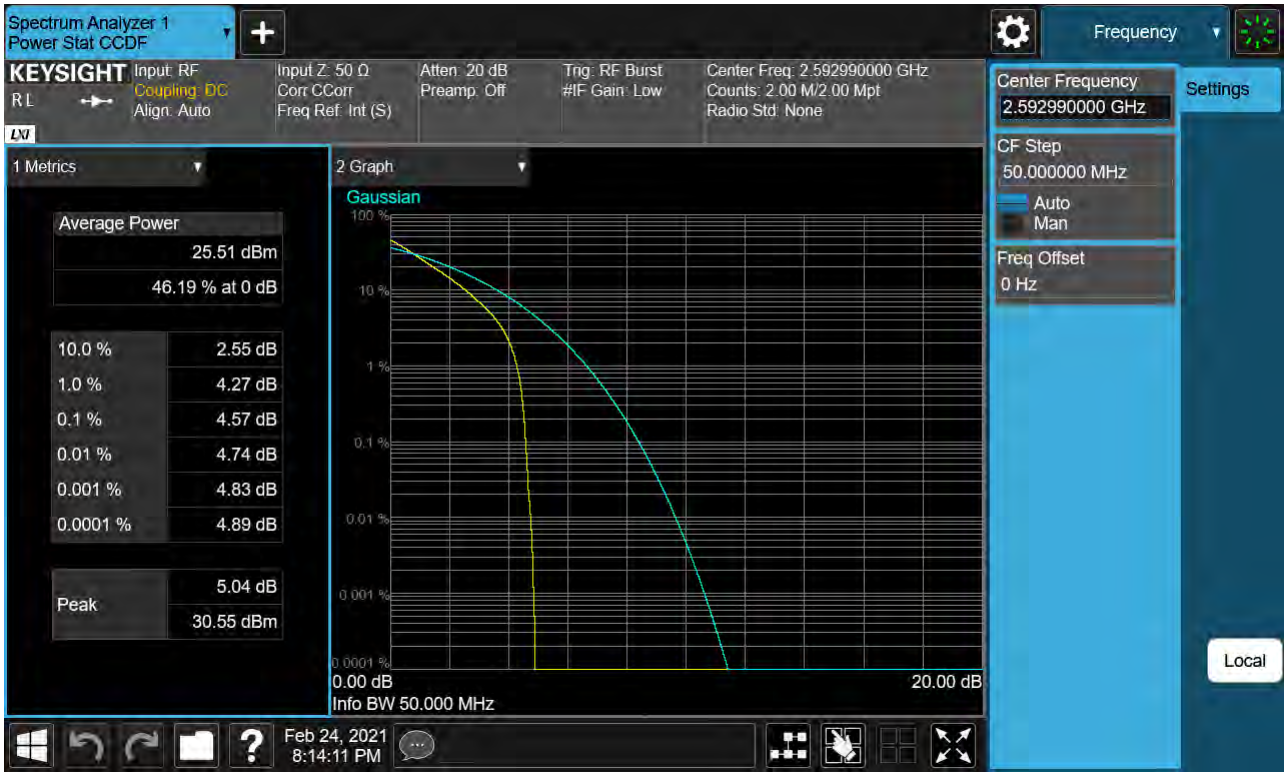 Spectrum Analyzer 1
Power Stat CCDF
Frequency
KEYSIGHT
RL
LXI
Input: RF
Coupling: DC
Align: Auto
Input Z: 50 Ω
Corr CCorr
Freq Ref: Int (S)
Atten: 20 dB
Preamp: Off
Trig: RF Burst
#IF Gain: Low
Center Freq: 2.592990000 GHz
Counts: 2.00 M/2.00 Mpt
Radio Std: None
Center Frequency
2.592990000 GHz
Settings
CF Step
50.000000 MHz
Auto
Man
Freq Offset
0 Hz
1 Metrics
Average Power
25.51 dBm
46.19 % at 0 dB
10.0 % 2.55 dB
1.0 % 4.27 dB
0.1 % 4.57 dB
0.01 % 4.74 dB
0.001 % 4.83 dB
0.0001 % 4.89 dB
Peak
5.04 dB
30.55 dBm
2 Graph
Gaussian
100 %
10 %
1 %
0.1 %
0.01 %
0.001 %
0.0001 %
0.00 dB 20.00 dB
Info BW 50.000 MHz
Local
?
Feb 24, 2021
8:14:11 PM